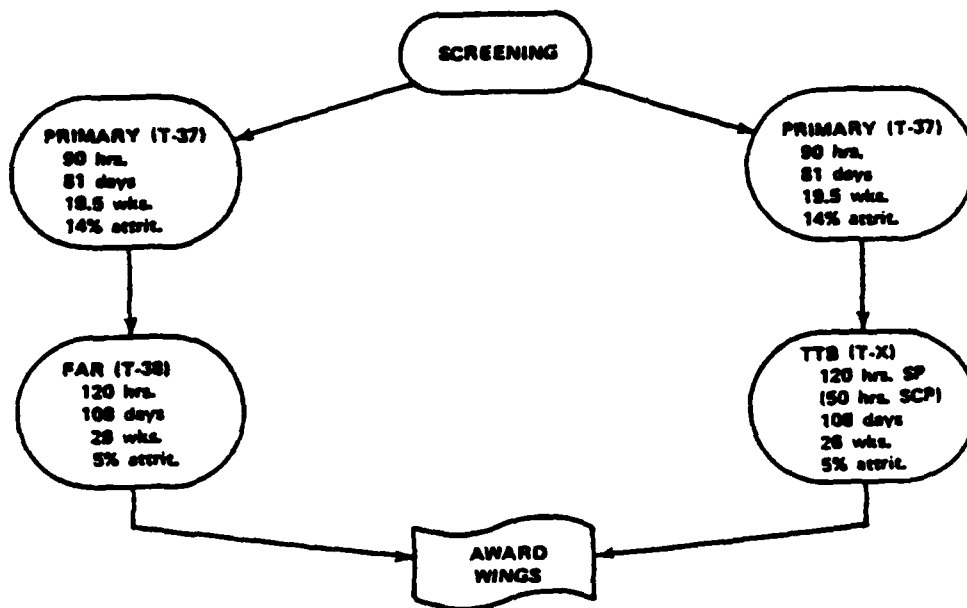 SCREENING
PRIMARY (T-37)
90 hrs.
81 days
19.5 wks.
14% attrit.
PRIMARY (T-37)
90 hrs.
81 days
19.5 wks.
14% attrit.
FAR (T-38)
120 hrs.
108 days
26 wks.
5% attrit.
TTB (T-X)
120 hrs. SP
(50 hrs. SCP)
108 days
26 wks.
5% attrit.
AWARD
WINGS